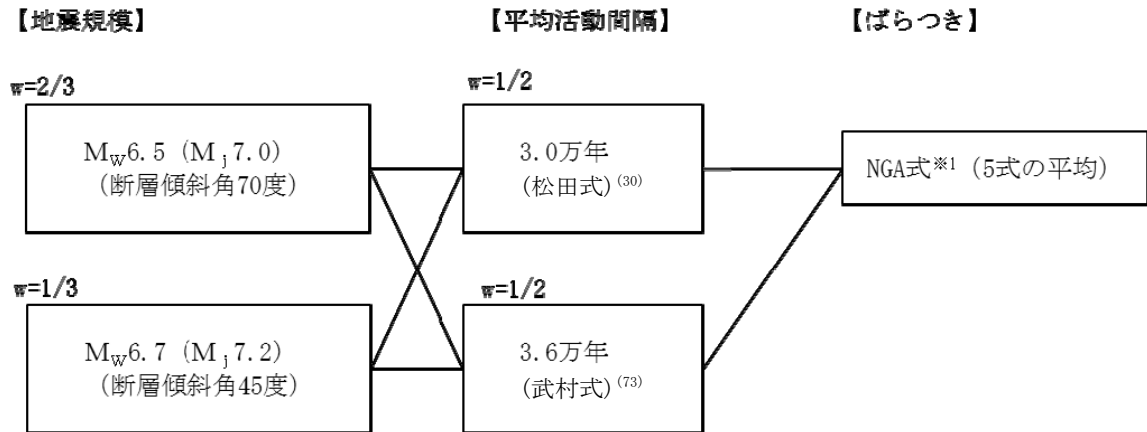 【地震規模】 【平均活動間隔】 【ばらつき】
w=2/3
w=1/2
MW6.5 (Mj7.0)
(断層傾斜角70度)
3.0万年
(松田式)(30)
NGA式※1 (5式の平均)
w=1/3
w=1/2
MW6.7 (Mj7.2)
(断層傾斜角45度)
3.6万年
(武村式)(73)